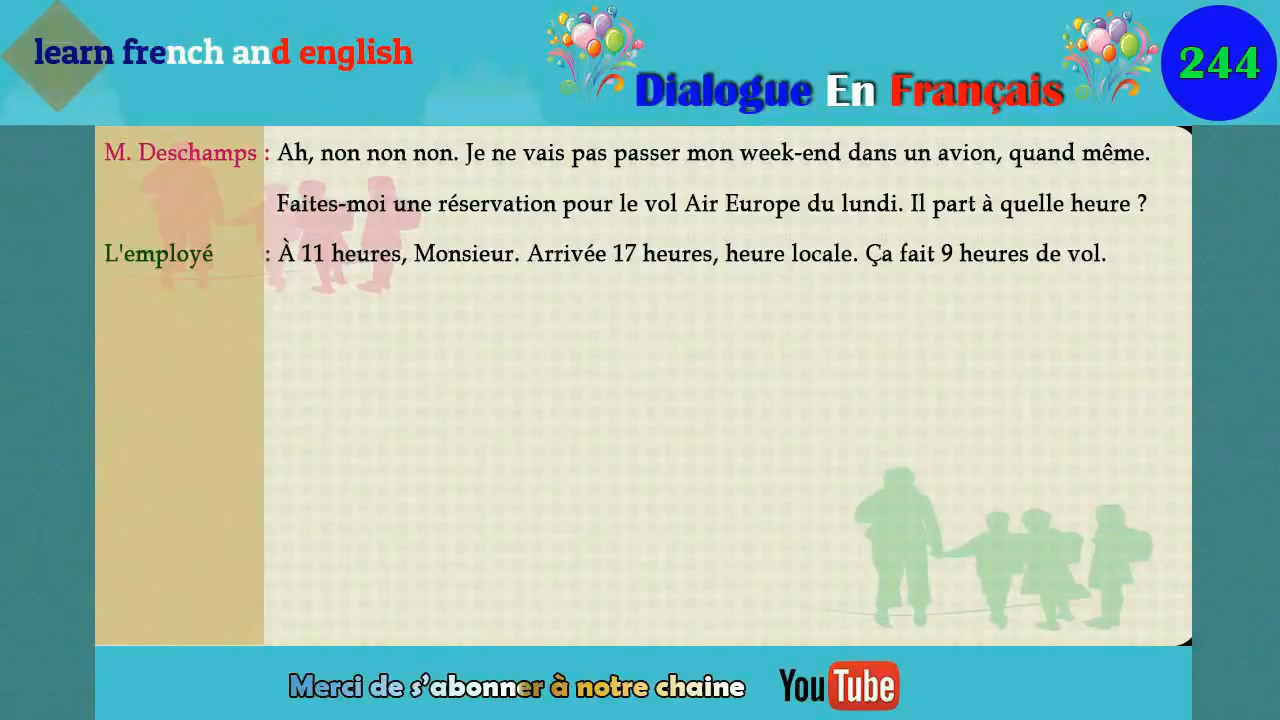 learn french and english
Dialogue En Français
244
M. Deschamps : Ah, non non non. Je ne vais pas passer mon week-end dans un avion, quand même.
Faites-moi une réservation pour le vol Air Europe du lundi. Il part à quelle heure ?
L'employé : À 11 heures, Monsieur. Arrivée 17 heures, heure locale. Ça fait 9 heures de vol.
Merci de s'abonner à notre chaine
YouTube